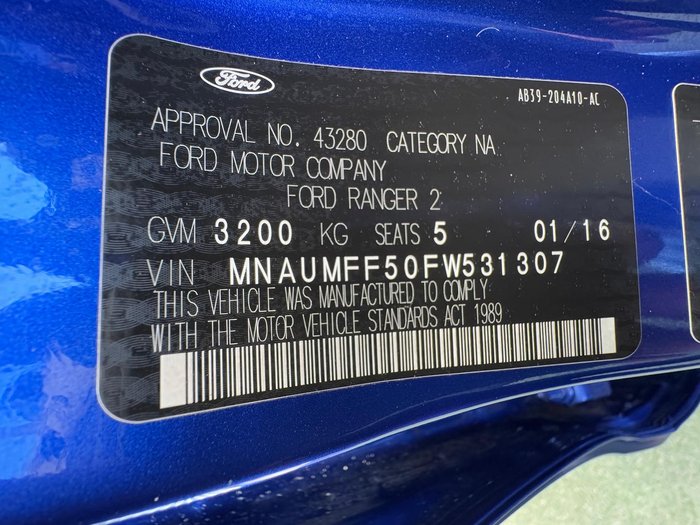 Ford
AB39-204A10-AC
APPROVAL NO. 43280 CATEGORY NA
FORD MOTOR COMPANY
FORD RANGER 2
GVM 3200 KG SEATS 5 01/16
VIN MNAUMFF50FW531307
THIS VEHICLE WAS MANUFACTURED TO COMPLY
WITH THE MOTOR VEHICLE STANDARDS ACT 1989